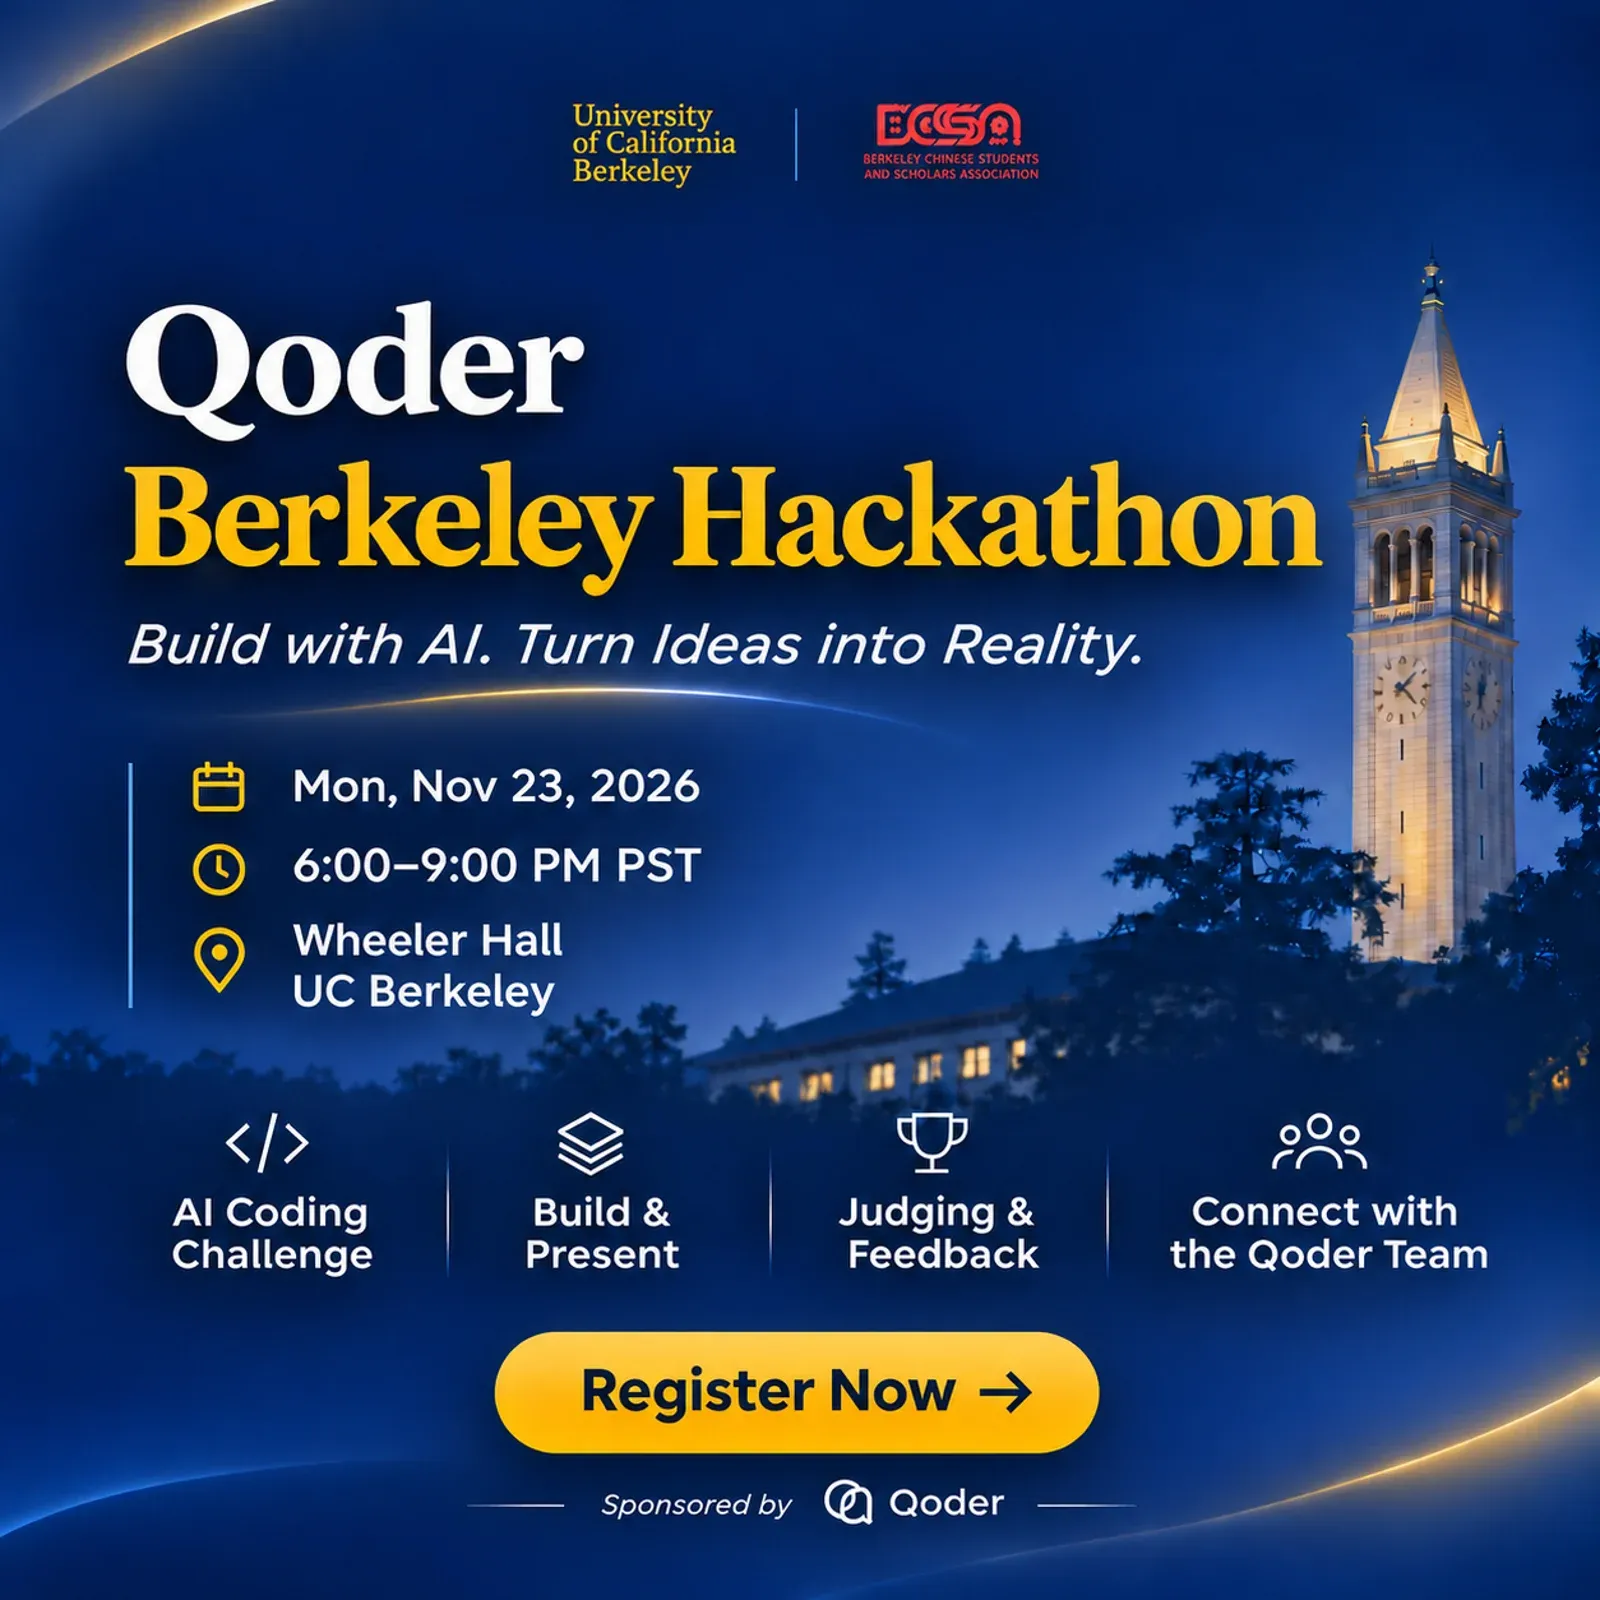 University
of California
Berkeley
BCSSA
BERKELEY CHINESE STUDENTS
AND SCHOLARS ASSOCIATION
Qoder
Berkeley Hackathon
Build with AI. Turn Ideas into Reality.
Mon, Nov 23, 2026
6:00–9:00 PM PST
Wheeler Hall
UC Berkeley
AI Coding
Challenge
Build &
Present
Judging &
Feedback
Connect with
the Qoder Team
Register Now →
Sponsored by Qoder